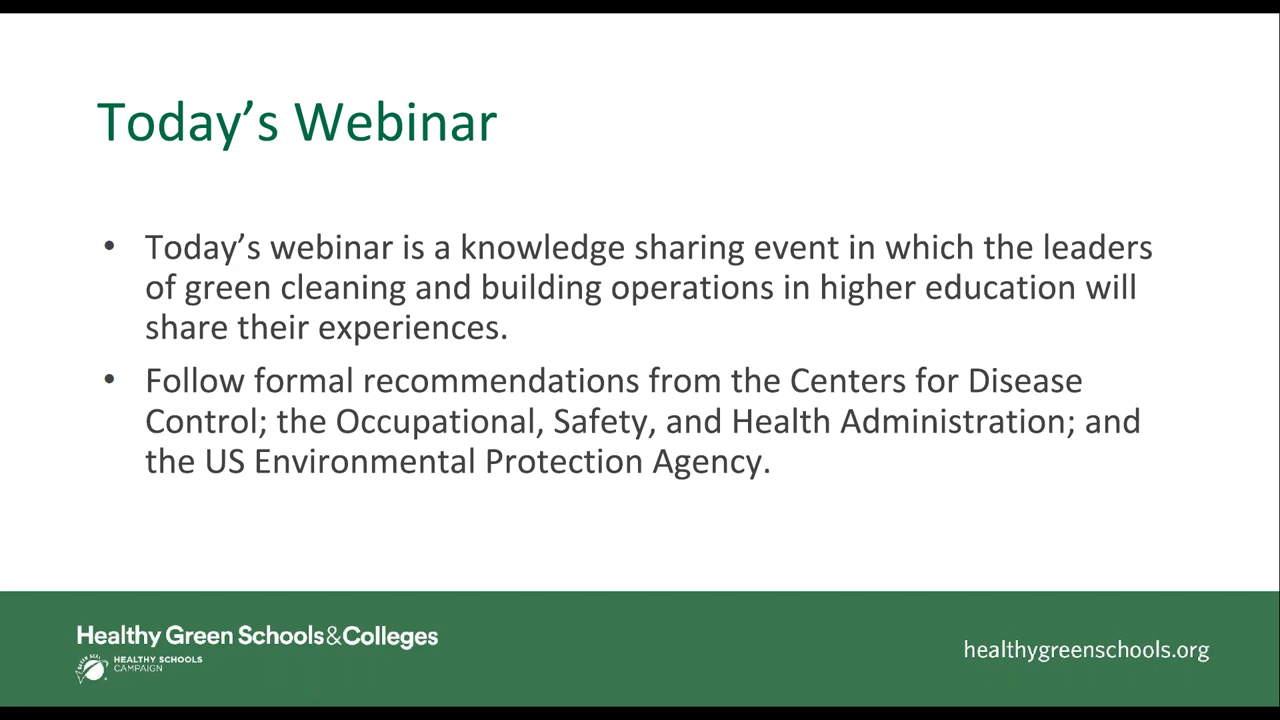 Today’s Webinar
• Today’s webinar is a knowledge sharing event in which the leaders
of green cleaning and building operations in higher education will
share their experiences.
• Follow formal recommendations from the Centers for Disease
Control; the Occupational, Safety, and Health Administration; and
the US Environmental Protection Agency.
Healthy Green Schools&Colleges
HEALTHY SCHOOLS
CAMPAIGN
healthygreenschools.org